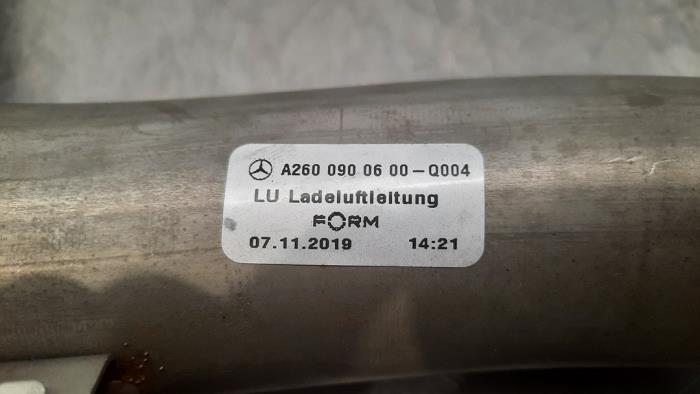 A260 090 06 00-Q004
LU Ladeluftleitung
FORM
07.11.2019 14:21